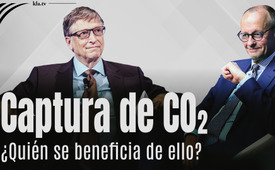 kla.tv
Captura de CO₂
¿Quién se beneficia de ello?